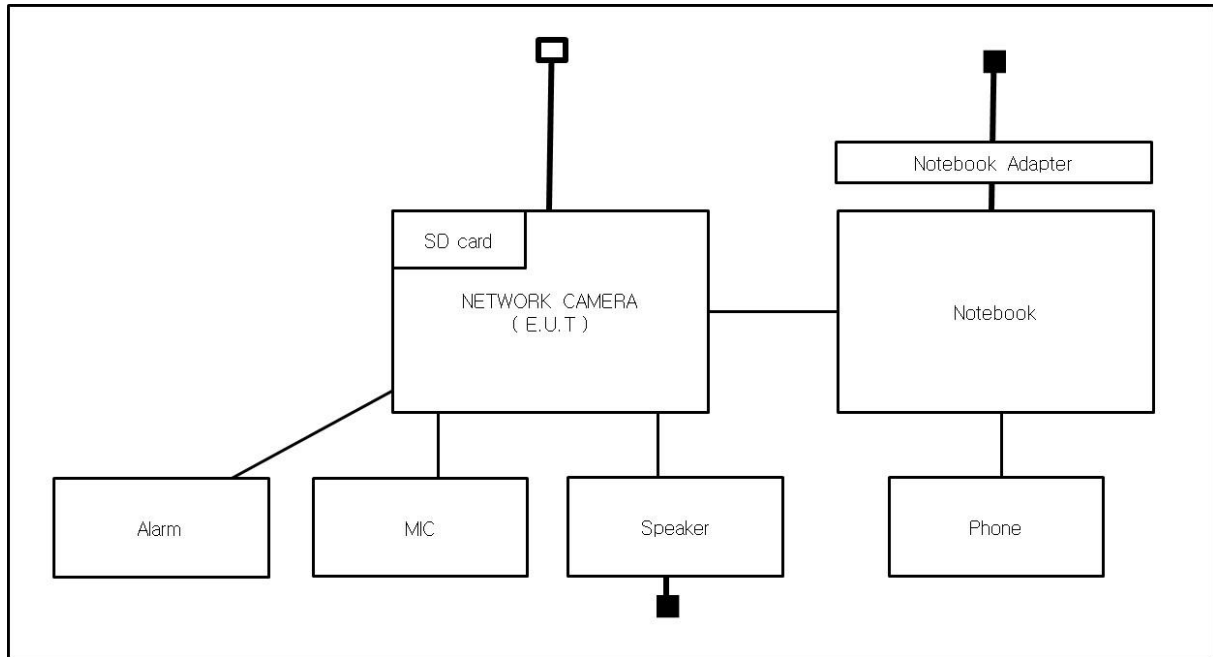 Notebook Adapter
SD card
NETWORK CAMERA
( E.U.T )
Notebook
Alarm
MIC
Speaker
Phone